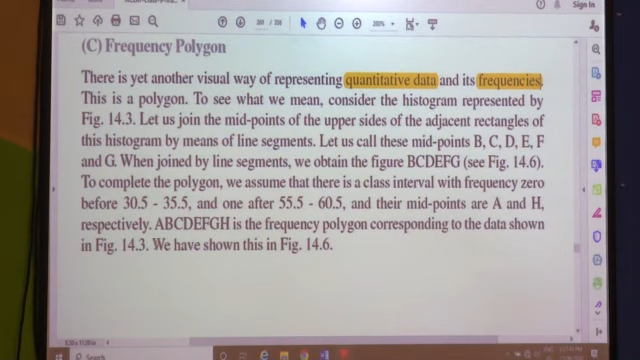 Sign In
(C) Frequency Polygon
There is yet another visual way of representing quantitative data and its frequencies.
This is a polygon. To see what we mean, consider the histogram represented by
Fig. 14.3. Let us join the mid-points of the upper sides of the adjacent rectangles of
this histogram by means of line segments. Let us call these mid-points B, C, D, E, F
and G. When joined by line segments, we obtain the figure BCDEFG (see Fig. 14.6).
To complete the polygon, we assume that there is a class interval with frequency zero
before 30.5 - 35.5, and one after 55.5 - 60.5, and their mid-points are A and H,
respectively. ABCDEFGH is the frequency polygon corresponding to the data shown
in Fig. 14.3. We have shown this in Fig. 14.6.
Search